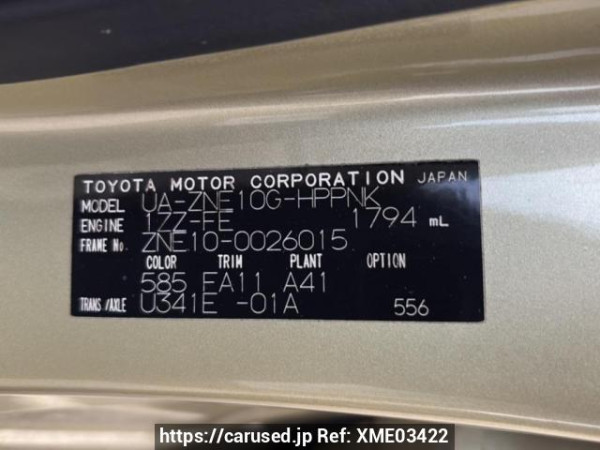 TOYOTA MOTOR CORPORATION JAPAN
MODEL UA-ZNE10G-HPPNK
ENGINE 1ZZ-FE 1794 mL
FRAME No. ZNE10-0026015
COLOR TRIM PLANT OPTION
585 FA11 A41
TRANS/AXLE U341E -01A 556
https://carused.jp Ref: XME03422